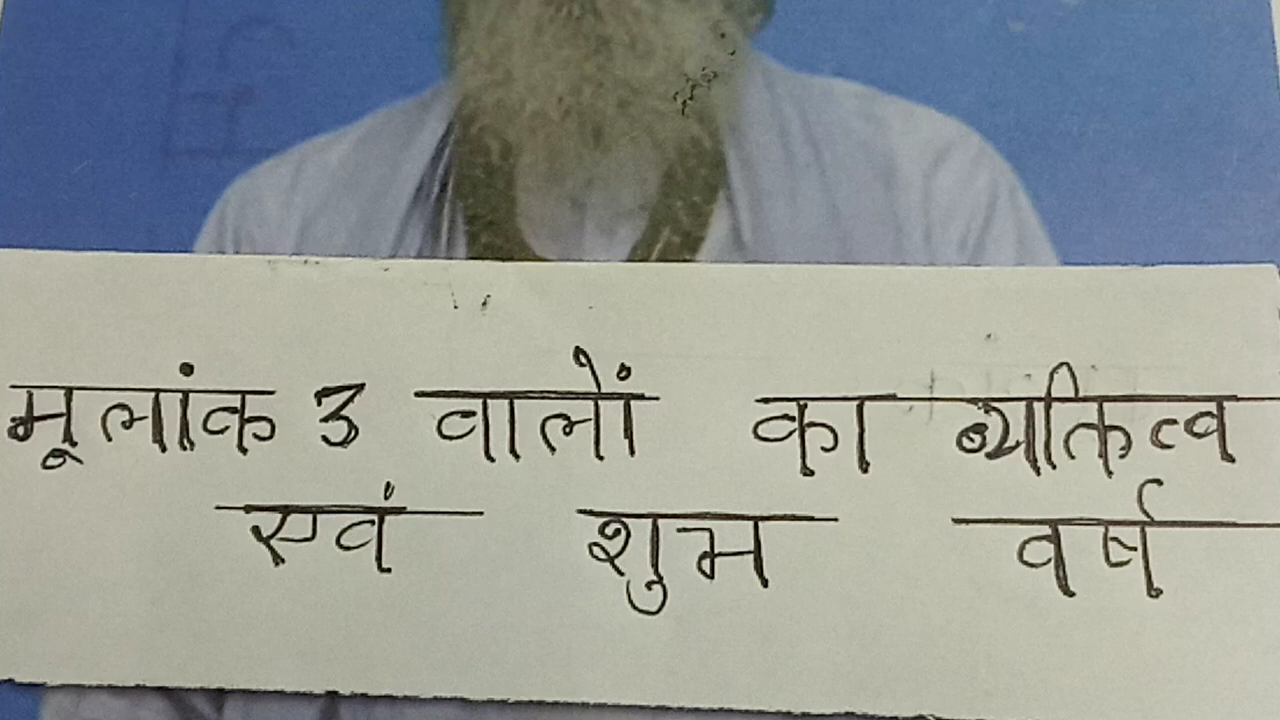 मूलांक 3 वालों का व्यक्तित्व
एवं शुभ वर्ष